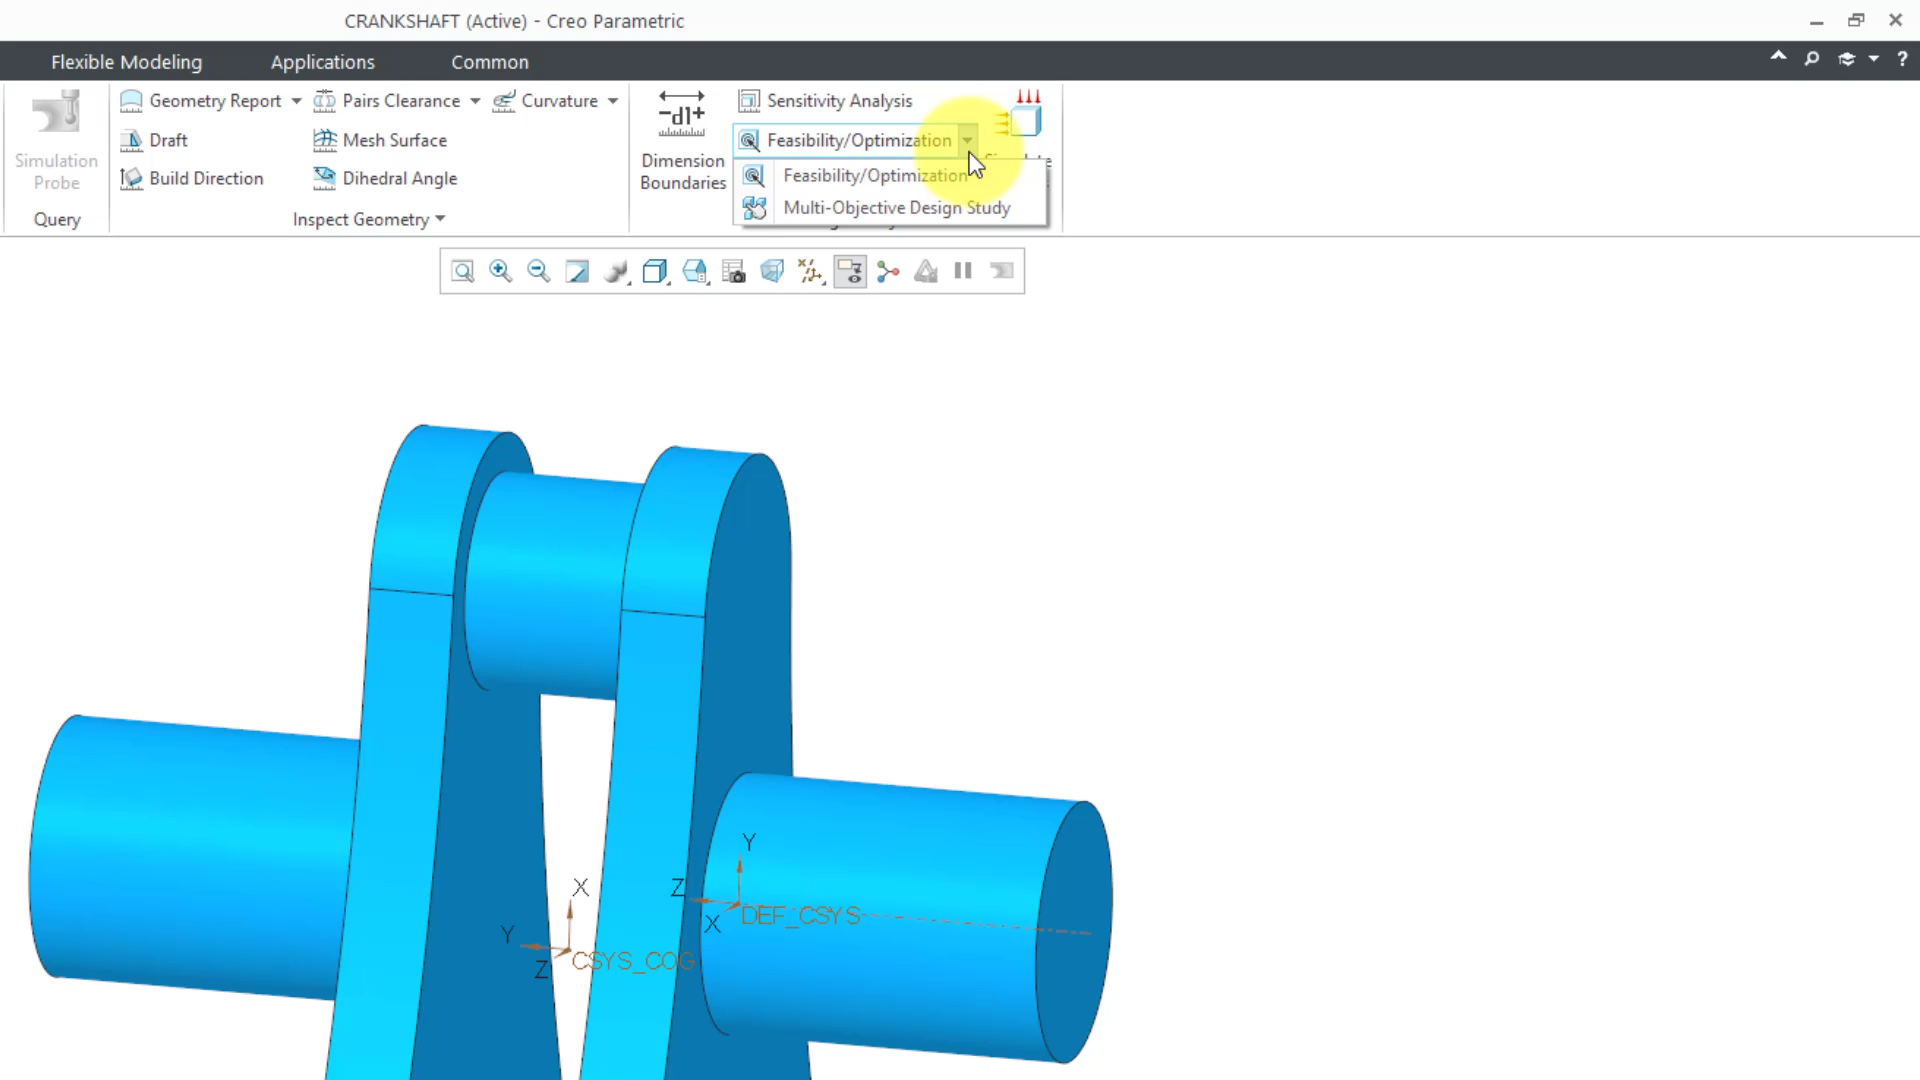 CRANKSHAFT (Active) - Creo Parametric
Flexible Modeling
Applications
Common
?
Simulation
Probe
Query
Geometry Report
Draft
Build Direction
Pairs Clearance
Mesh Surface
Dihedral Angle
Curvature
Inspect Geometry
-d1+
Dimension
Boundaries
Sensitivity Analysis
Feasibility/Optimization
Feasibility/Optimization
Multi-Objective Design Study
Y
Z
X
DEF_CSYS
X
Y
Z
CSYS_COG